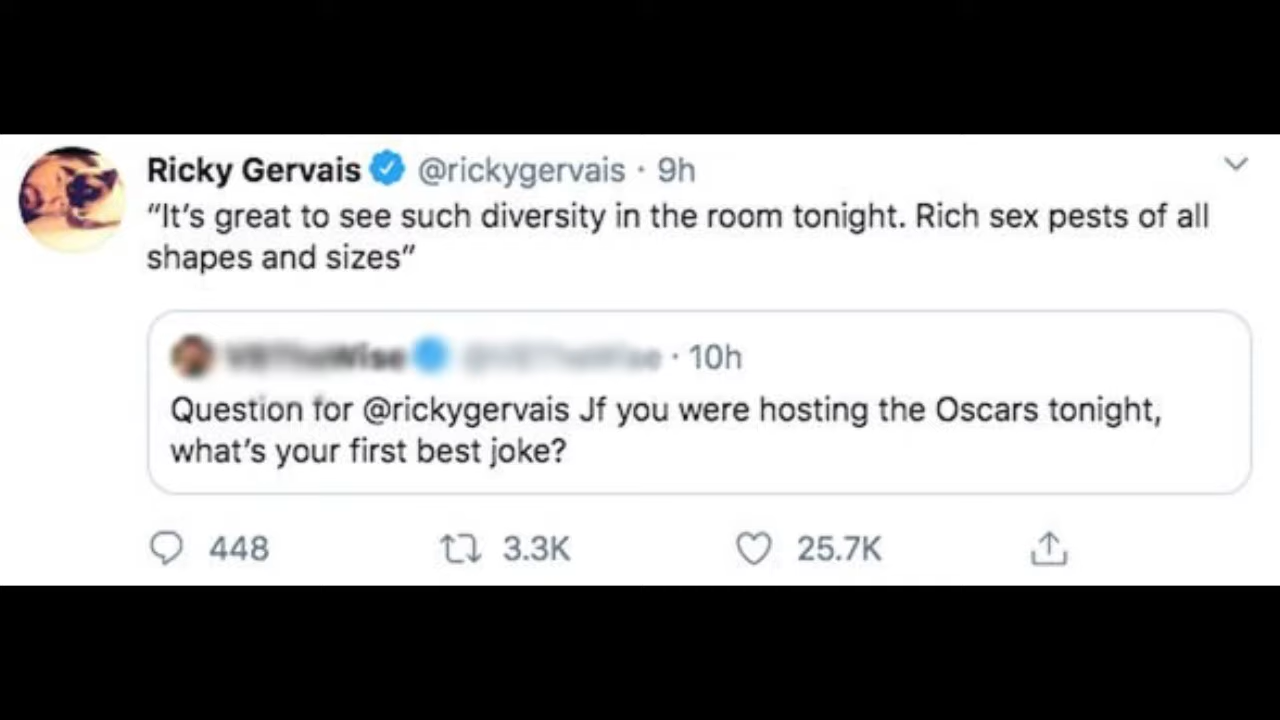 Ricky Gervais @rickygervais · 9h
“It’s great to see such diversity in the room tonight. Rich sex pests of all
shapes and sizes”
· 10h
Question for @rickygervais Jf you were hosting the Oscars tonight,
what’s your first best joke?
448 3.3K 25.7K